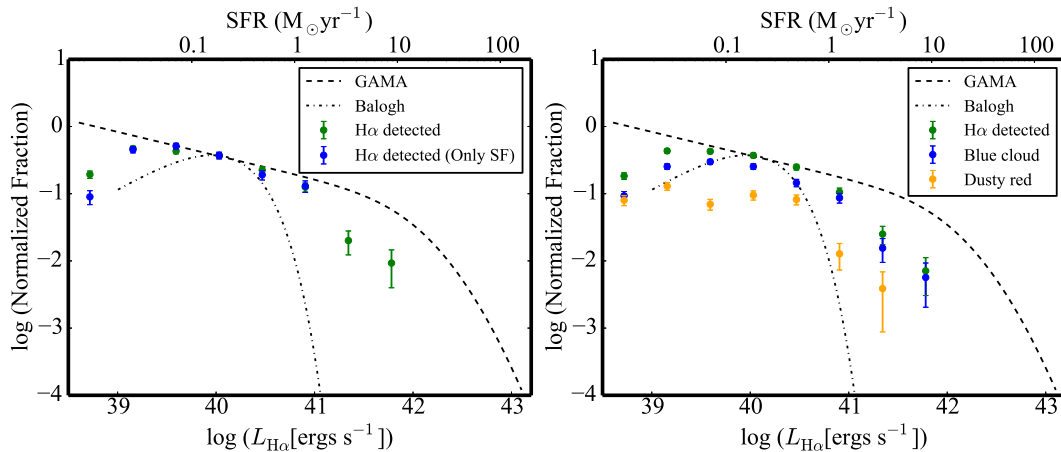 SFR (M⊙yr⁻¹)
0.1 1 10 100
1
0
−1
−2
−3
−4
log (Normalized Fraction)
GAMA
Balogh
Hα detected
Hα detected (Only SF)
39 40 41 42 43
log (L_Hα[ergs s⁻¹])
SFR (M⊙yr⁻¹)
0.1 1 10 100
1
0
−1
−2
−3
−4
log (Normalized Fraction)
GAMA
Balogh
Hα detected
Blue cloud
Dusty red
39 40 41 42 43
log (L_Hα[ergs s⁻¹])